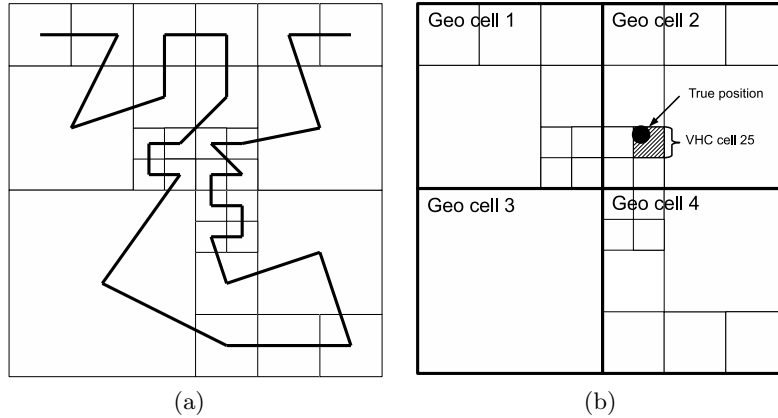 Geo cell 1
Geo cell 2
True position
VHC cell 25
Geo cell 3
Geo cell 4
(a)
(b)